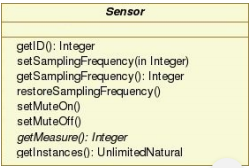 Sensor
getID(): Integer
setSamplingFrequency(in Integer)
getSamplingFrequency(): Integer
restoreSamplingFrequency()
setMuteOn()
setMuteOff()
getMeasure(): Integer
getInstances(): UnlimitedNatural